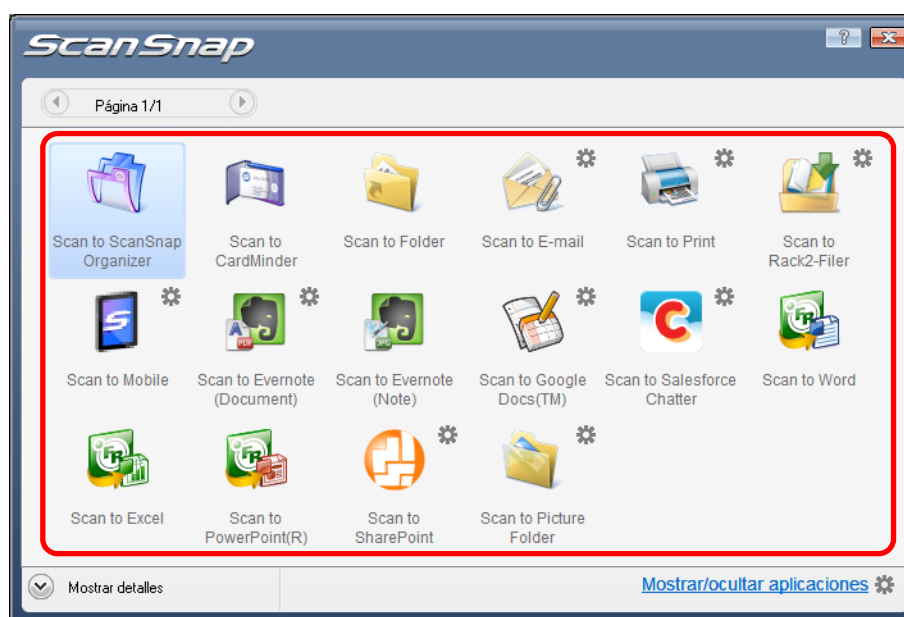 ScanSnap
Página 1/1
Scan to ScanSnap
Organizer
Scan to
CardMinder
Scan to Folder
Scan to E-mail
Scan to Print
Scan to
Rack2-Filer
Scan to Mobile
Scan to Evernote
(Document)
Scan to Evernote
(Note)
Scan to Google
Docs(TM)
Scan to Salesforce
Chatter
Scan to Word
Scan to Excel
Scan to
PowerPoint(R)
Scan to
SharePoint
Scan to Picture
Folder
Mostrar detalles
Mostrar/ocultar aplicaciones